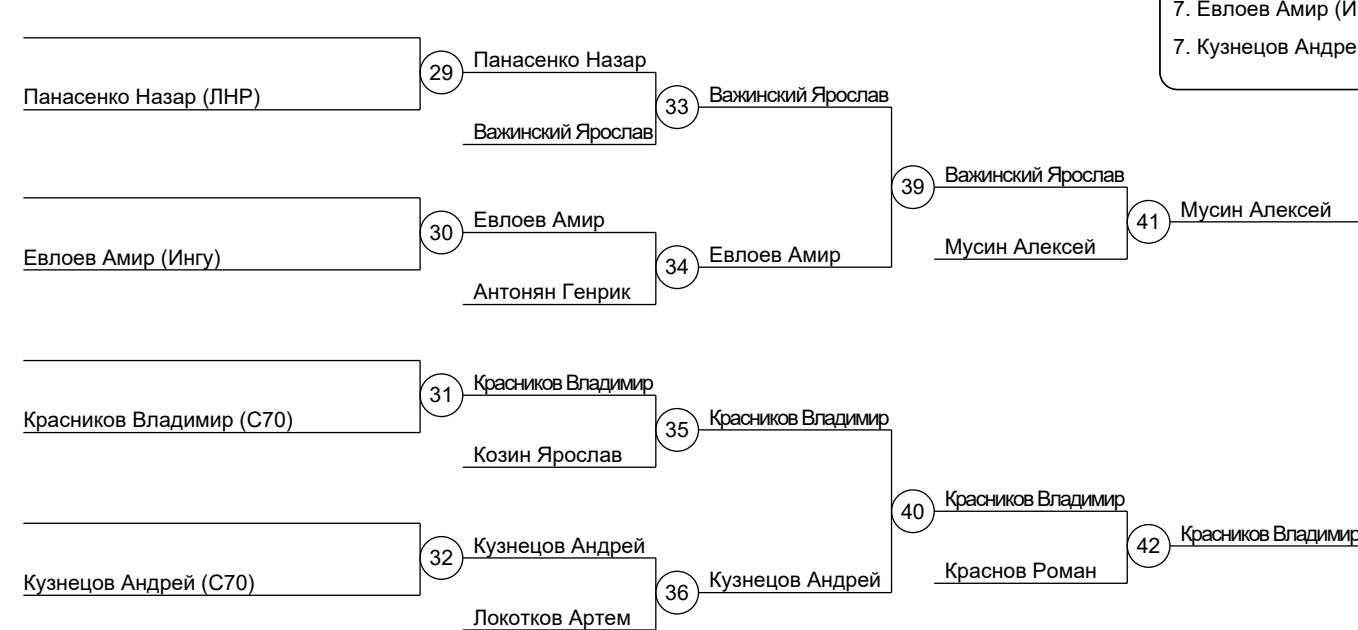 7. Евлоев Амир (И
7. Кузнецов Андре
29
Панасенко Назар
Панасенко Назар (ЛНР)
33
Важинский Ярослав
Важинский Ярослав
39
Важинский Ярослав
30
Евлоев Амир
Евлоев Амир (Ингу)
34
Евлоев Амир
Антонян Генрик
Мусин Алексей
41
Мусин Алексей
31
Красников Владимир
Красников Владимир (С70)
35
Красников Владимир
Козин Ярослав
40
Красников Владимир
32
Кузнецов Андрей
Кузнецов Андрей (С70)
36
Кузнецов Андрей
Локотков Артем
Краснов Роман
42
Красников Владимир